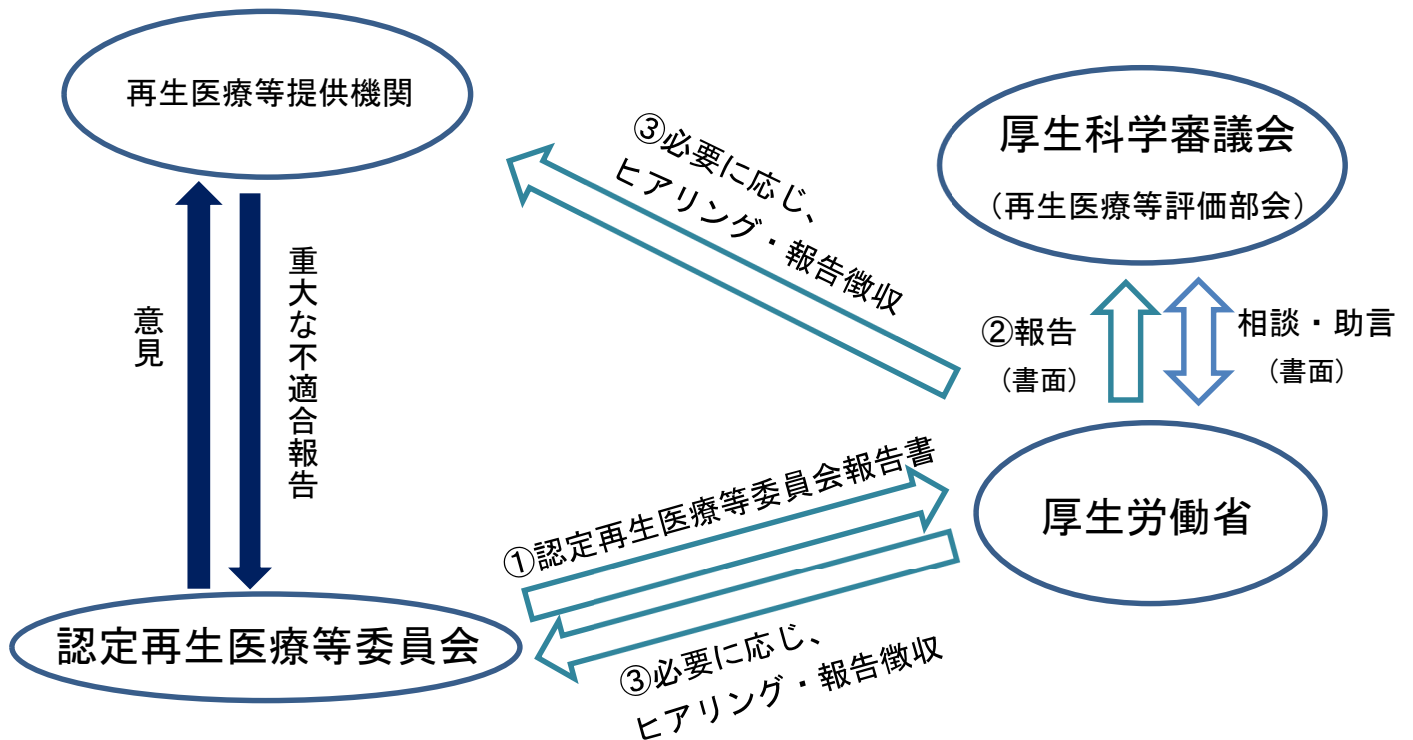 再生医療等提供機関
厚生科学審議会
（再生医療等評価部会）
③必要に応じ、
ヒアリング・報告徴収
意見
重大な不適合報告
②報告
（書面）
相談・助言
（書面）
①認定再生医療等委員会報告書
厚生労働省
認定再生医療等委員会
③必要に応じ、
ヒアリング・報告徴収